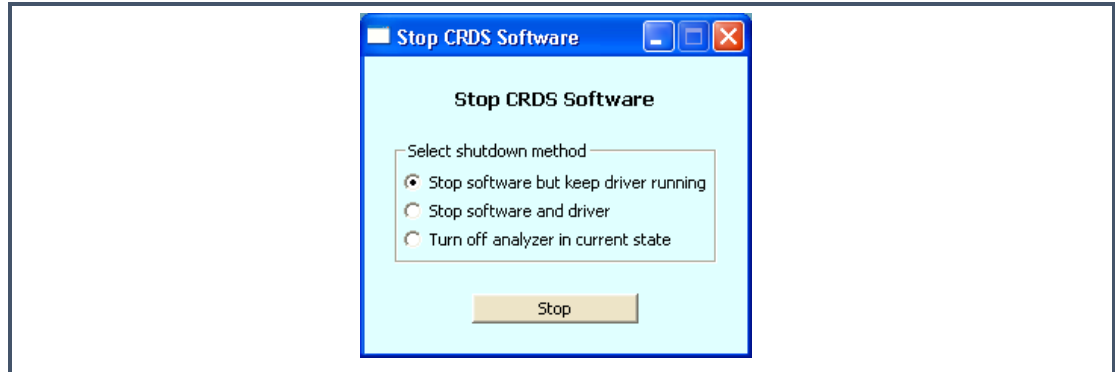 Stop CRDS Software
Stop CRDS Software
Select shutdown method
Stop software but keep driver running
Stop software and driver
Turn off analyzer in current state
Stop